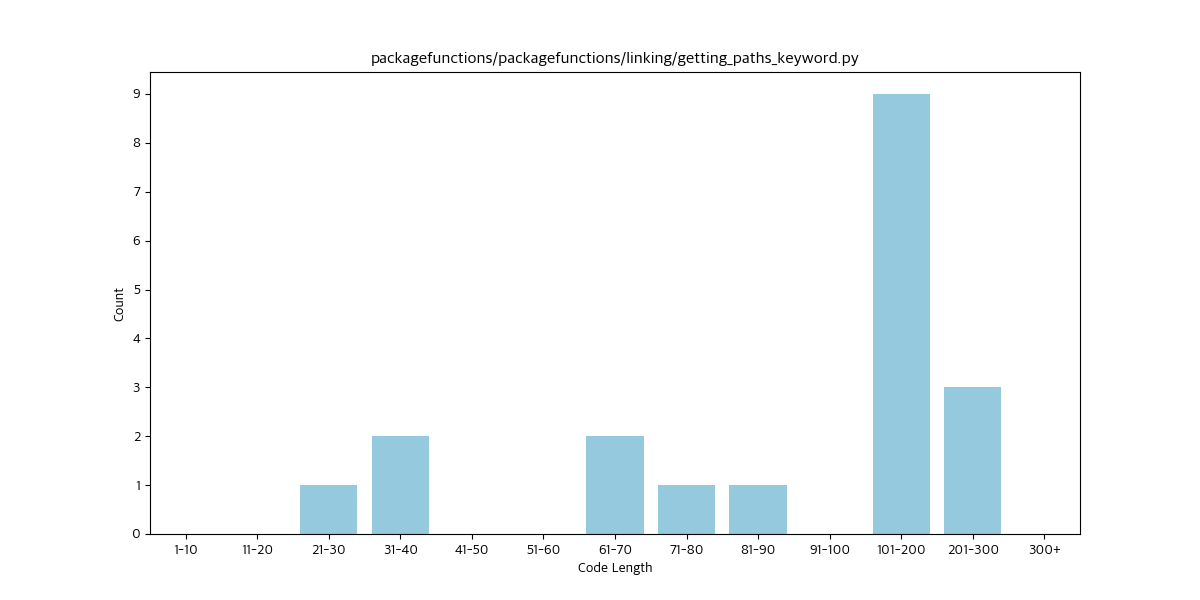 packagefunctions/packagefunctions/linking/getting_paths_keyword.py
9
8
7
6
5
4
3
2
1
0
Count
1-10 11-20 21-30 31-40 41-50 51-60 61-70 71-80 81-90 91-100 101-200 201-300 300+
Code Length